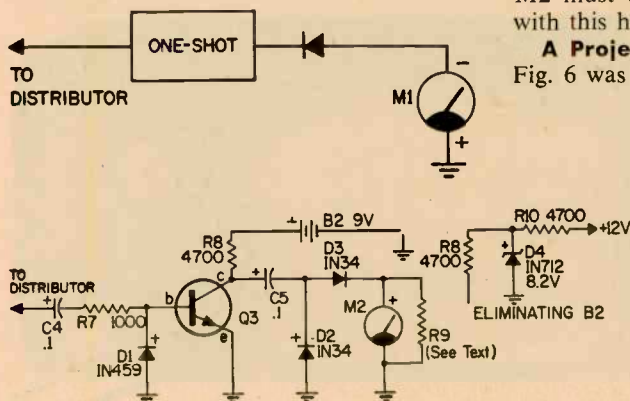 M2 must
with this h
A Proje
Fig. 6 was
ONE-SHOT
TO
DISTRIBUTOR
M1
-
+
B2 9V
R8
4700
D3
IN34
C5
.1
TO
DISTRIBUTOR
C4
.1
R7
1000
b
c
e
Q3
D1
IN459
D2
IN34
M2
R9
(See Text)
R10 4700
+12V
R8
4700
D4
IN712
8.2V
ELIMINATING B2